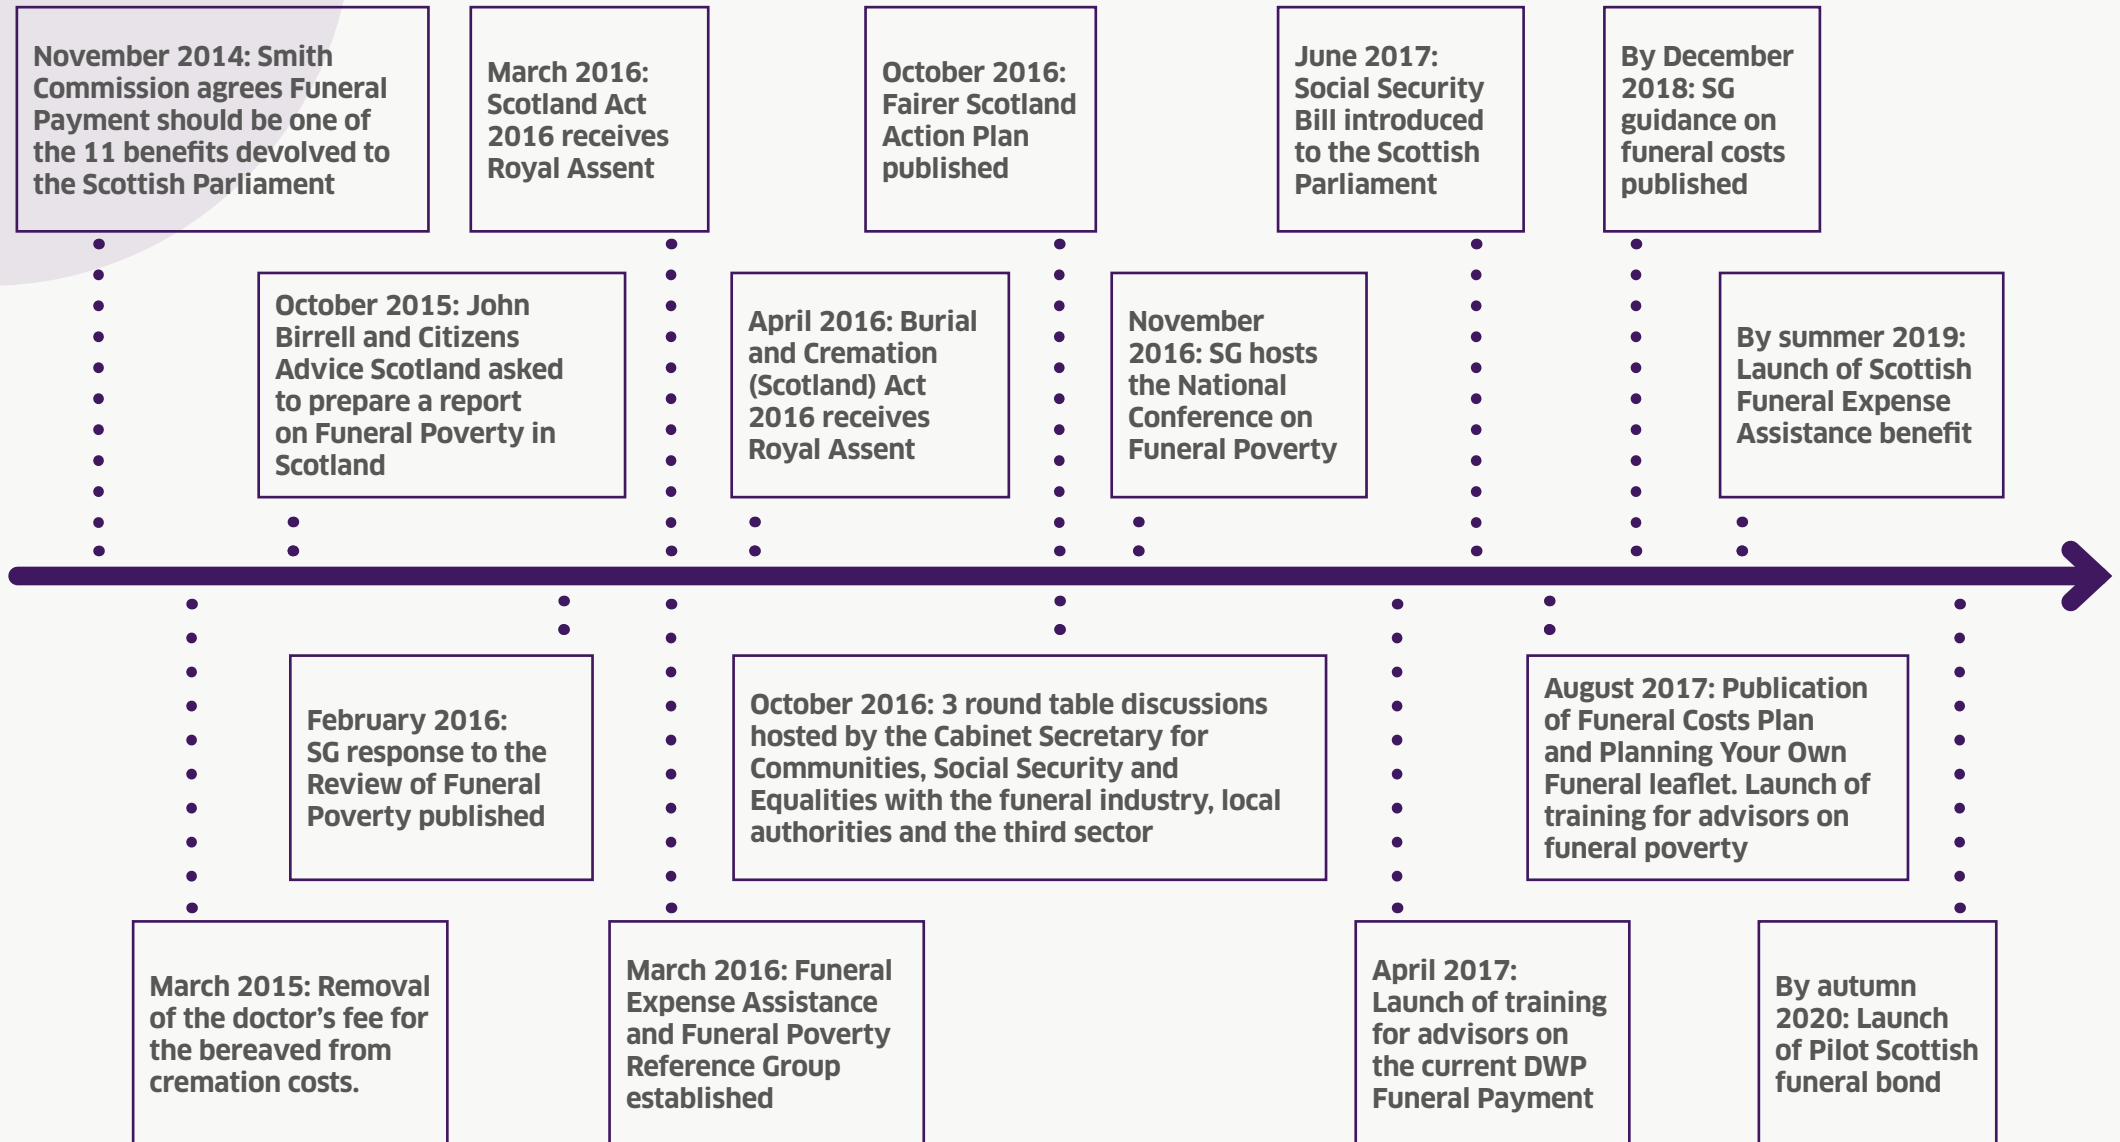 November 2014: Smith
Commission agrees Funeral
Payment should be one of
the 11 benefits devolved to
the Scottish Parliament
March 2016:
Scotland Act
2016 receives
Royal Assent
October 2016:
Fairer Scotland
Action Plan
published
June 2017:
Social Security
Bill introduced
to the Scottish
Parliament
By December
2018: SG
guidance on
funeral costs
published
October 2015: John
Birrell and Citizens
Advice Scotland asked
to prepare a report
on Funeral Poverty in
Scotland
April 2016: Burial
and Cremation
(Scotland) Act
2016 receives
Royal Assent
November
2016: SG hosts
the National
Conference on
Funeral Poverty
By summer 2019:
Launch of Scottish
Funeral Expense
Assistance benefit
February 2016:
SG response to the
Review of Funeral
Poverty published
October 2016: 3 round table discussions
hosted by the Cabinet Secretary for
Communities, Social Security and
Equalities with the funeral industry, local
authorities and the third sector
August 2017: Publication
of Funeral Costs Plan
and Planning Your Own
Funeral leaflet. Launch of
training for advisors on
funeral poverty
March 2015: Removal
of the doctor's fee for
the bereaved from
cremation costs.
March 2016: Funeral
Expense Assistance
and Funeral Poverty
Reference Group
established
April 2017:
Launch of training
for advisors on
the current DWP
Funeral Payment
By autumn
2020: Launch
of Pilot Scottish
funeral bond